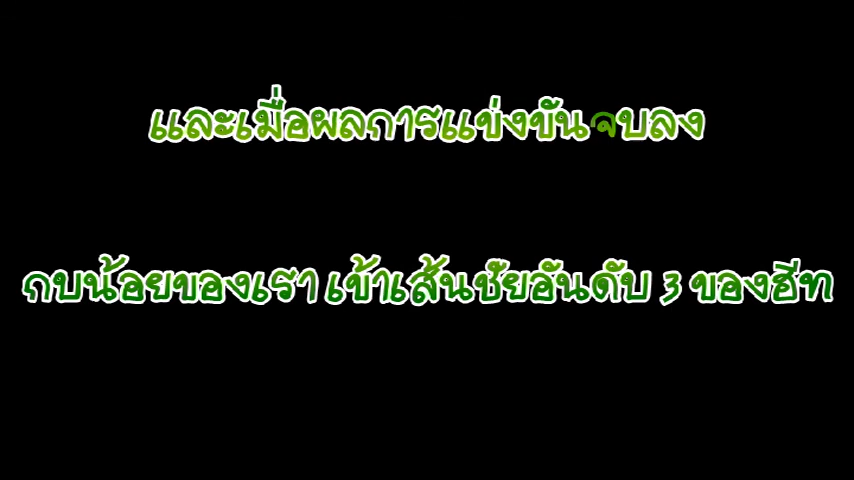 และเมื่อผลการแข่งขันจบลง
กบน้อยของเรา เข้าเส้นชัยอันดับ 3 ของฮีท